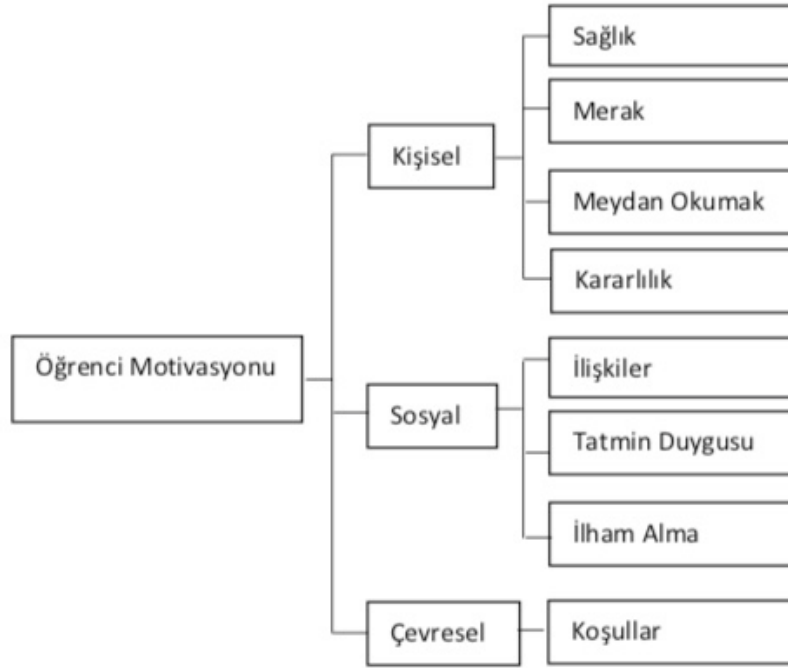 Öğrenci Motivasyonu
Kişisel
Sağlık
Merak
Meydan Okumak
Kararlılık
Sosyal
İlişkiler
Tatmin Duygusu
İlham Alma
Çevresel
Koşullar